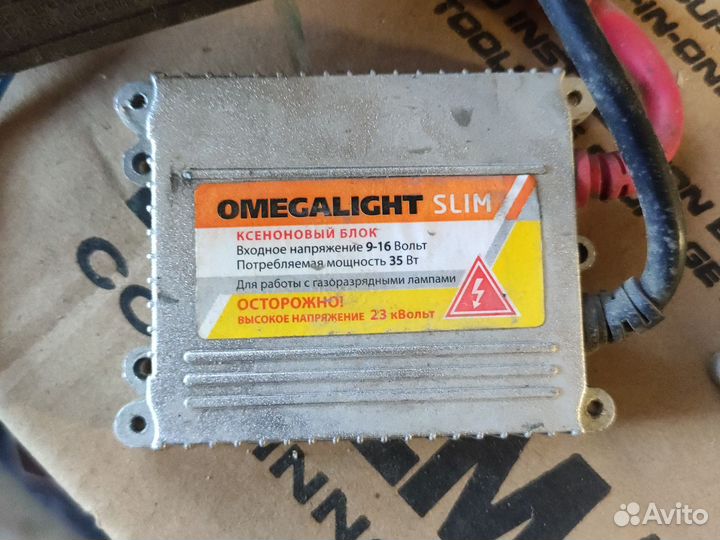 OMEGALIGHT SLIM
КСЕНОНОВЫЙ БЛОК
Входное напряжение 9-16 Вольт
Потребляемая мощность 35 Вт
Для работы с газоразрядными лампами
ОСТОРОЖНО!
ВЫСОКОЕ НАПРЯЖЕНИЕ 23 кВольт
Avito